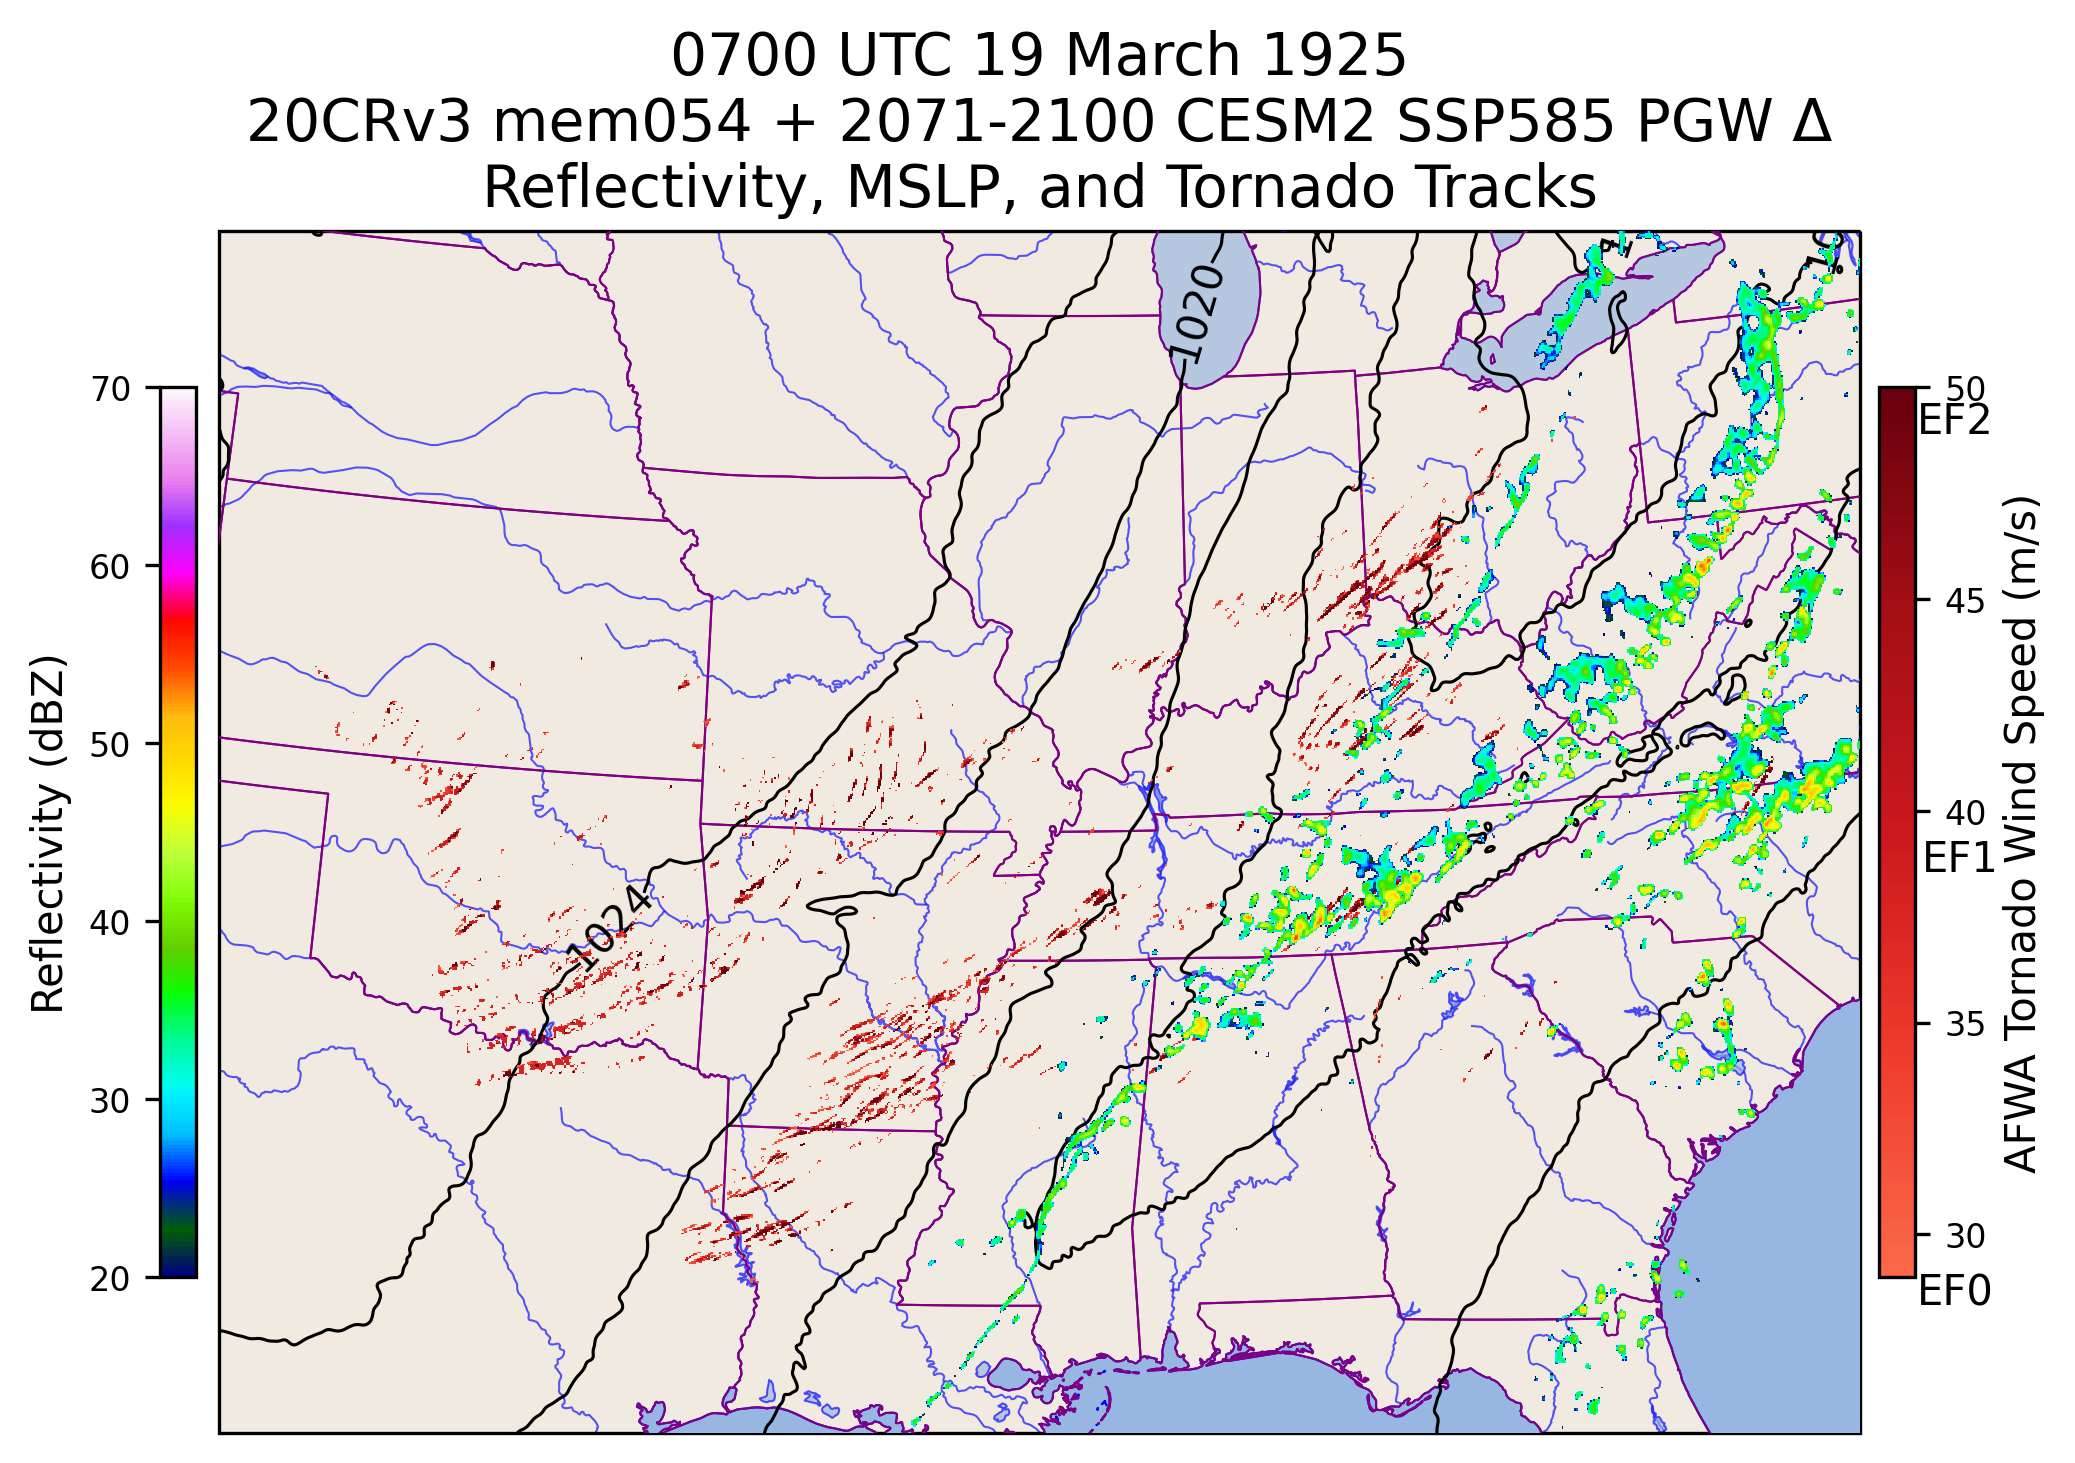 0700 UTC 19 March 1925
20CRv3 mem054 + 2071-2100 CESM2 SSP585 PGW Δ
Reflectivity, MSLP, and Tornado Tracks
Reflectivity (dBZ)
70
60
50
40
30
20
1020
1024
50
EF2
45
40
EF1
35
30
EF0
AFWA Tornado Wind Speed (m/s)